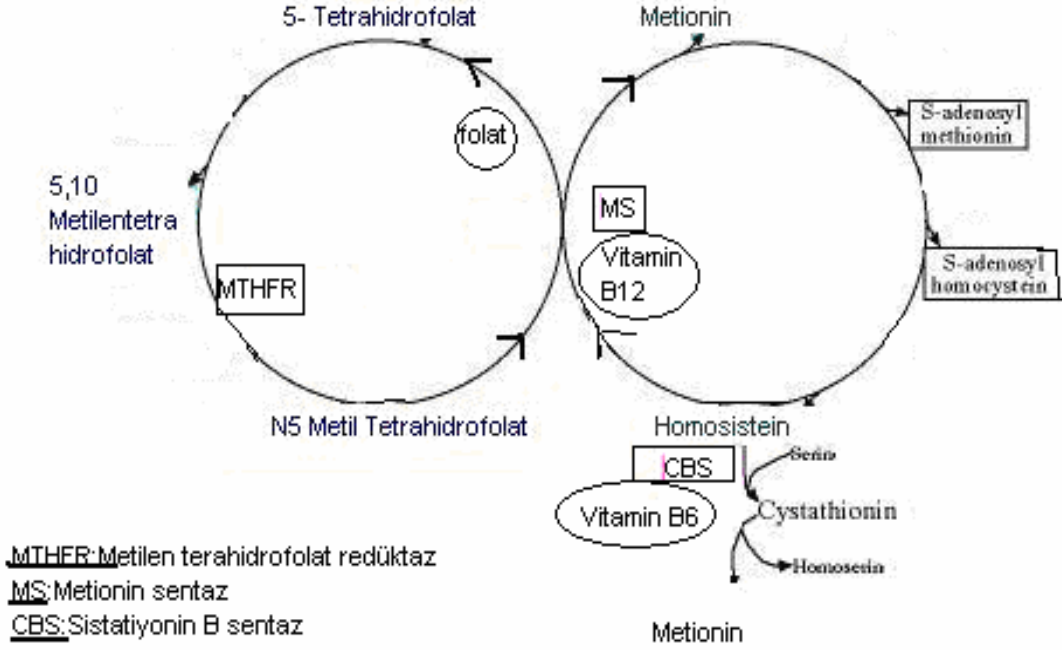 5- Tetrahidrofolat
Metionin
folat
S-adenosyl
methionin
5,10
Metilentetra
hidrofolat
MS
Vitamin
B12
MTHFR
S-adenosyl
homocystein
N5 Metil Tetrahidrofolat
Homosistein
CBS
Serin
Vitamin B6
Cystathionin
Homoserin
MTHFR:Metilen terahidrofolat redüktaz
MS:Metionin sentaz
CBS:Sistatiyonin B sentaz
Metionin